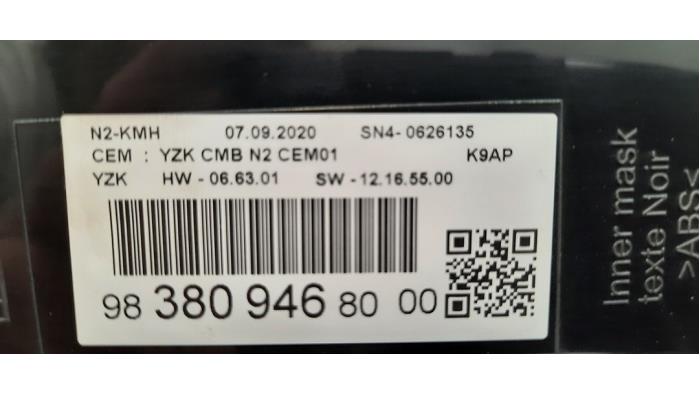 N2-KMH 07.09.2020 SN4- 0626135
CEM : YZK CMB N2 CEM01 K9AP
YZK HW - 06.63.01 SW - 12.16.55.00
98 380 946 80 00
Inner mask
texte Noir
>ABS<